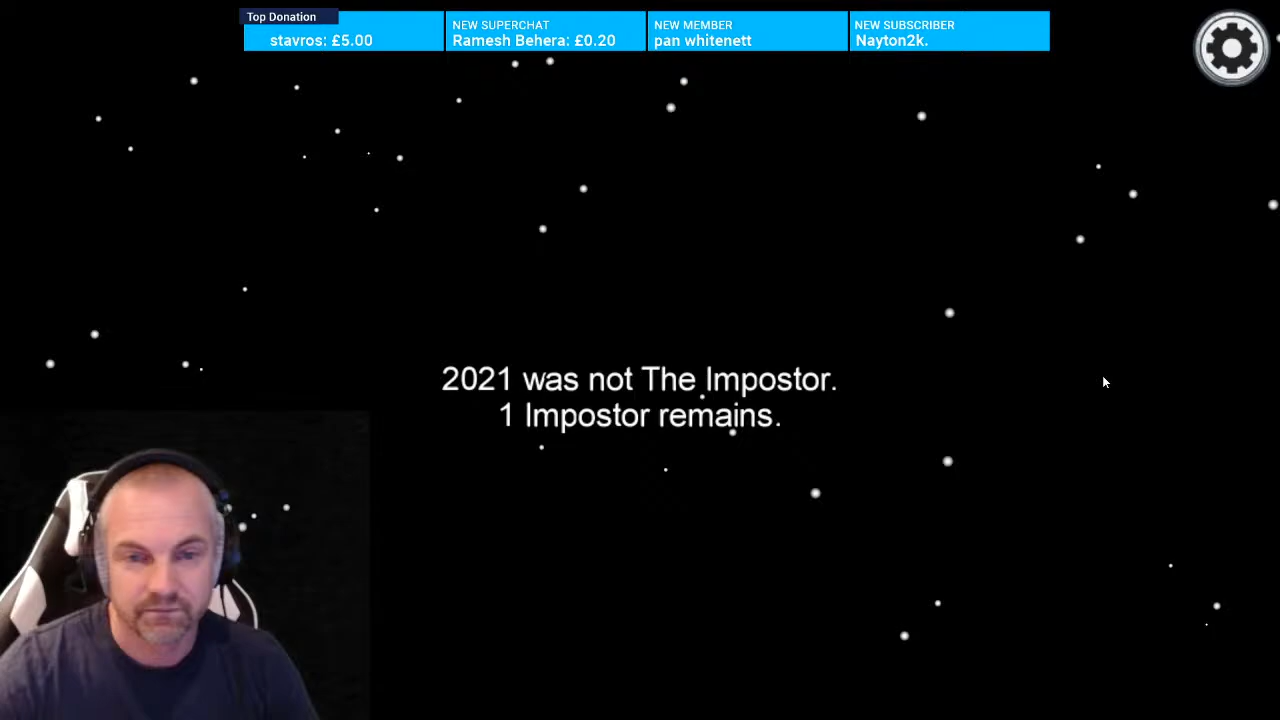 Top Donation
stavros: £5.00
NEW SUPERCHAT
Ramesh Behera: £0.20
NEW MEMBER
pan whitenett
NEW SUBSCRIBER
Nayton2k.
2021 was not The Impostor.
1 Impostor remains.